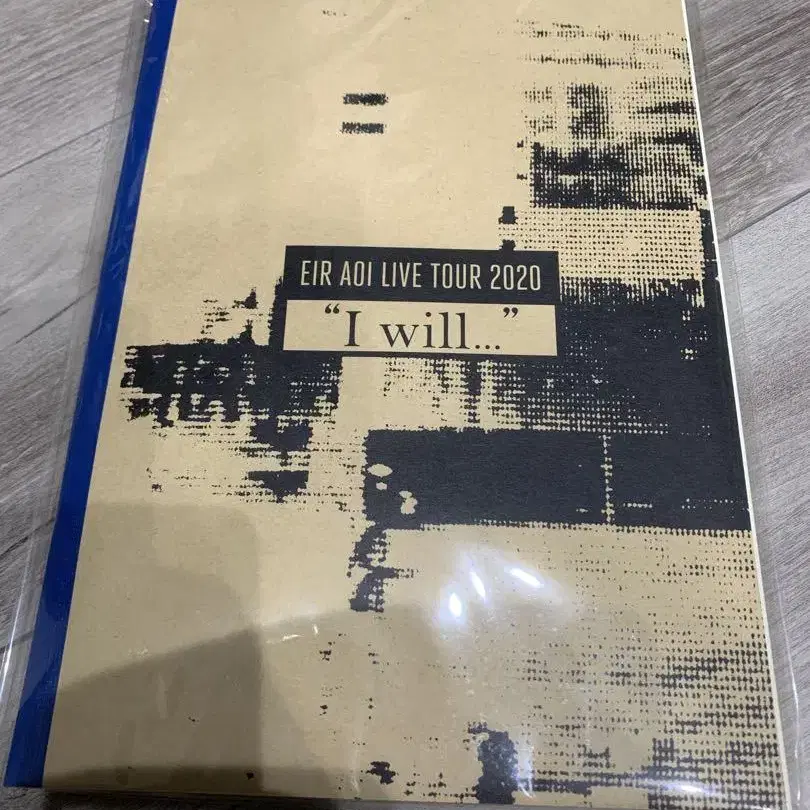 EIR AOI LIVE TOUR 2020
“I will...”